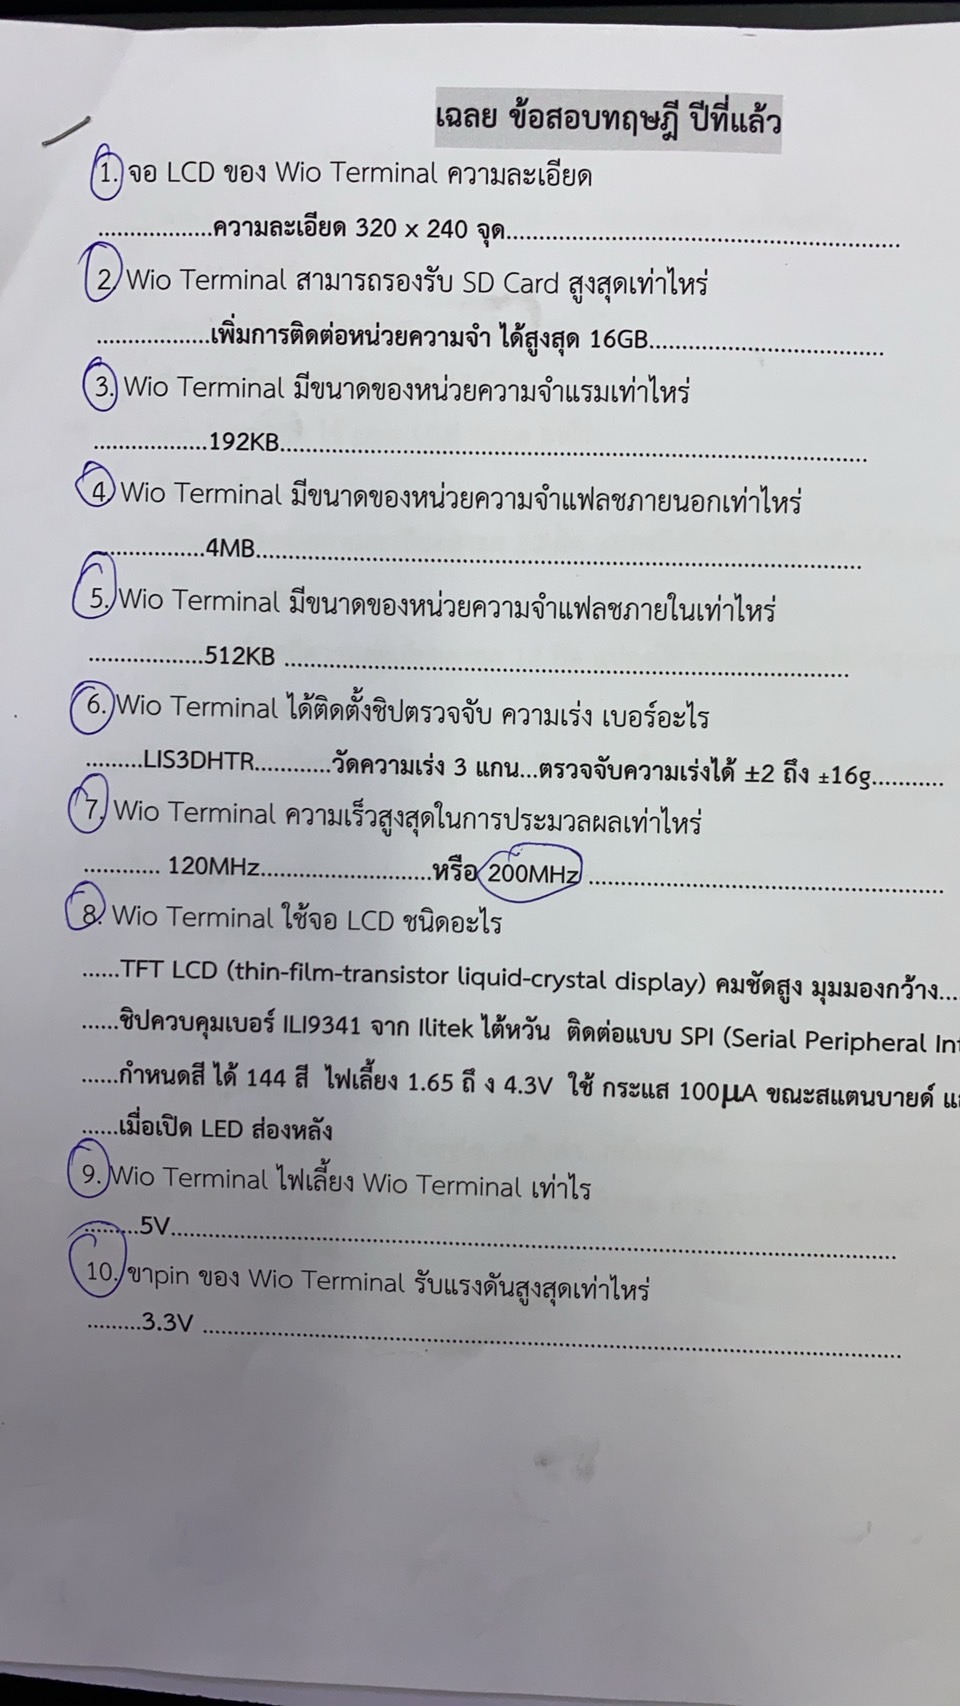 เฉลย ข้อสอบทฤษฎี ปีที่แล้ว
1. จอ LCD ของ Wio Terminal ความละเอียด
..................ความละเอียด 320 x 240 จุด..............................................................
2. Wio Terminal สามารถรองรับ SD Card สูงสุดเท่าไหร่
..................เพิ่มการติดต่อหน่วยความจำ ได้สูงสุด 16GB.....................................
3. Wio Terminal มีขนาดของหน่วยความจำแรมเท่าไหร่
..................192KB..............................................................................................
4. Wio Terminal มีขนาดของหน่วยความจำแฟลชภายนอกเท่าไหร่
..................4MB.................................................................................................
5. Wio Terminal มีขนาดของหน่วยความจำแฟลชภายในเท่าไหร่
..................512KB ...........................................................................................
6. Wio Terminal ได้ติดตั้งชิปตรวจจับ ความเร่ง เบอร์อะไร
.........LIS3DHTR............วัดความเร่ง 3 แกน...ตรวจจับความเร่งได้ ±2 ถึง ±16g...........
7. Wio Terminal ความเร็วสูงสุดในการประมวลผลเท่าไหร่
............ 120MHz...........................หรือ 200MHz .........................................................
8. Wio Terminal ใช้จอ LCD ชนิดอะไร
......TFT LCD (thin-film-transistor liquid-crystal display) คมชัดสูง มุมมองกว้าง...
......ชิปควบคุมเบอร์ ILI9341 จาก Ilitek ไต้หวัน ติดต่อแบบ SPI (Serial Peripheral
......กำหนดสี ได้ 144 สี ไฟเลี้ยง 1.65 ถึ ง 4.3V ใช้ กระแส 100µA ขณะสแตนบายด์
......เมื่อเปิด LED ส่องหลัง
9. Wio Terminal ไฟเลี้ยง Wio Terminal เท่าไร
.........5V....................................................................................................................
10. ขาpin ของ Wio Terminal รับแรงดันสูงสุดเท่าไหร่
.........3.3V ................................................................................................................